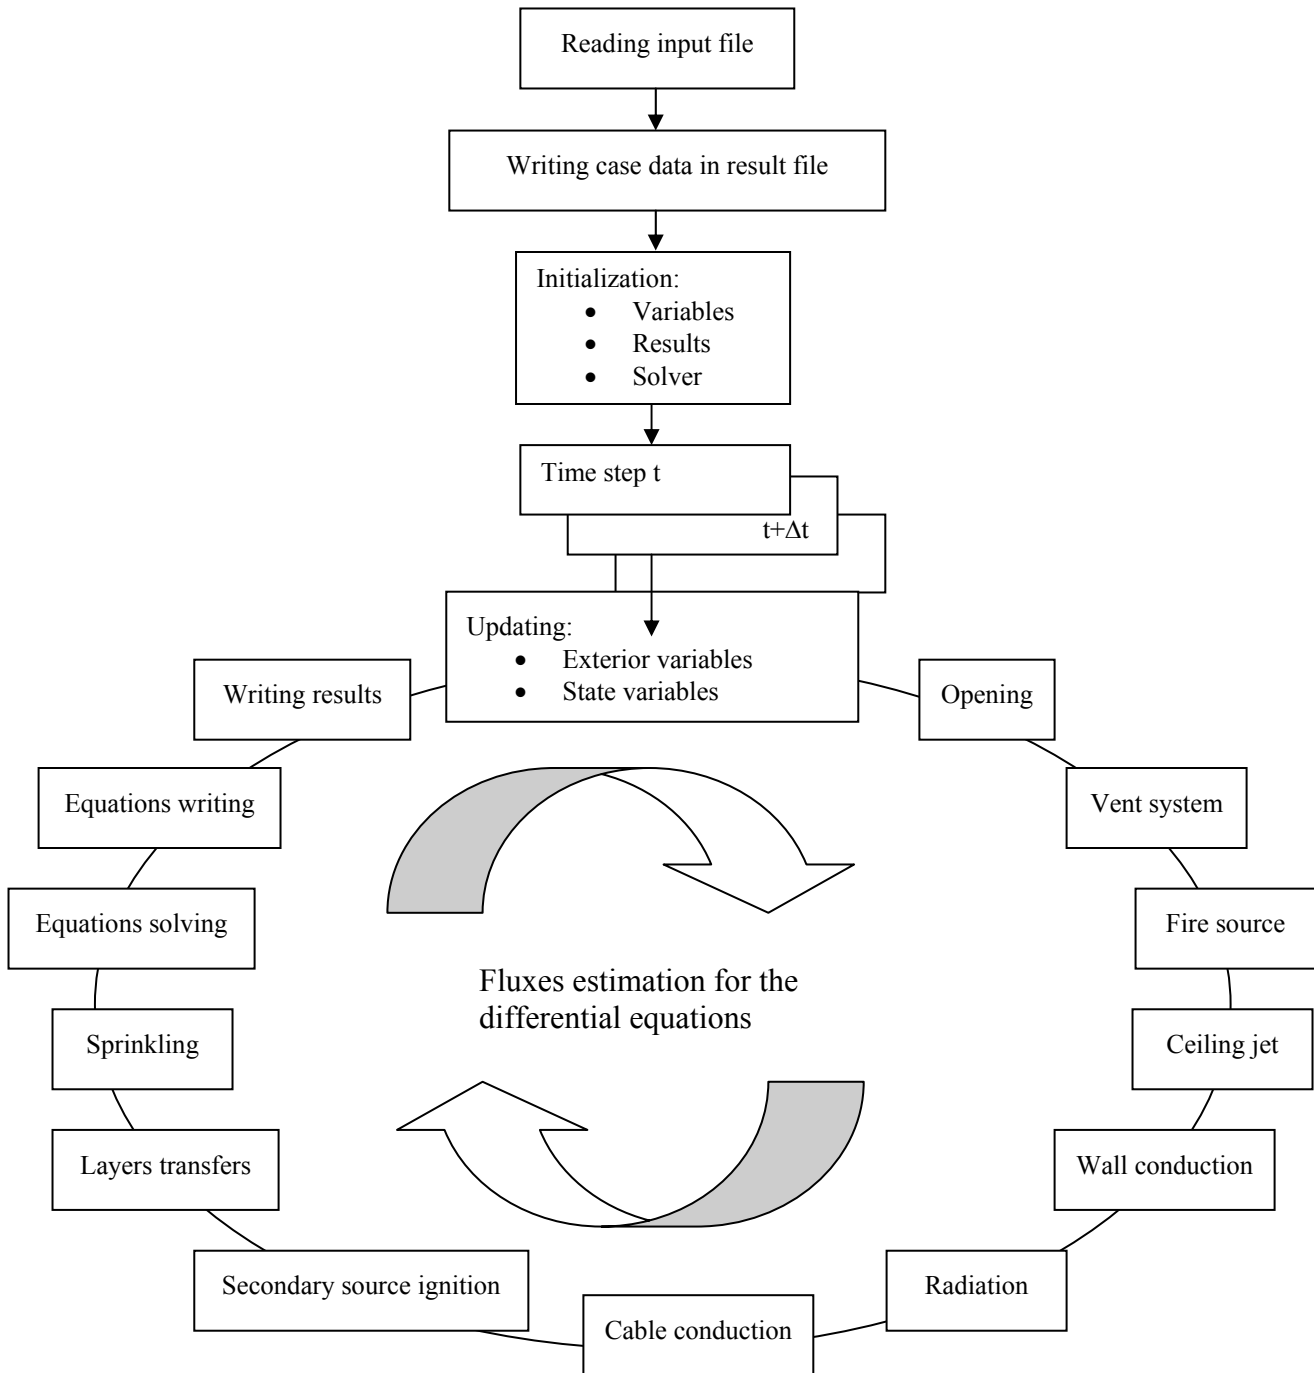 Reading input file
Writing case data in result file
Initialization:
• Variables
• Results
• Solver
Time step t
t+Δt
Updating:
• Exterior variables
• State variables
Writing results
Opening
Equations writing
Vent system
Equations solving
Fire source
Fluxes estimation for the
differential equations
Sprinkling
Ceiling jet
Layers transfers
Wall conduction
Secondary source ignition
Radiation
Cable conduction